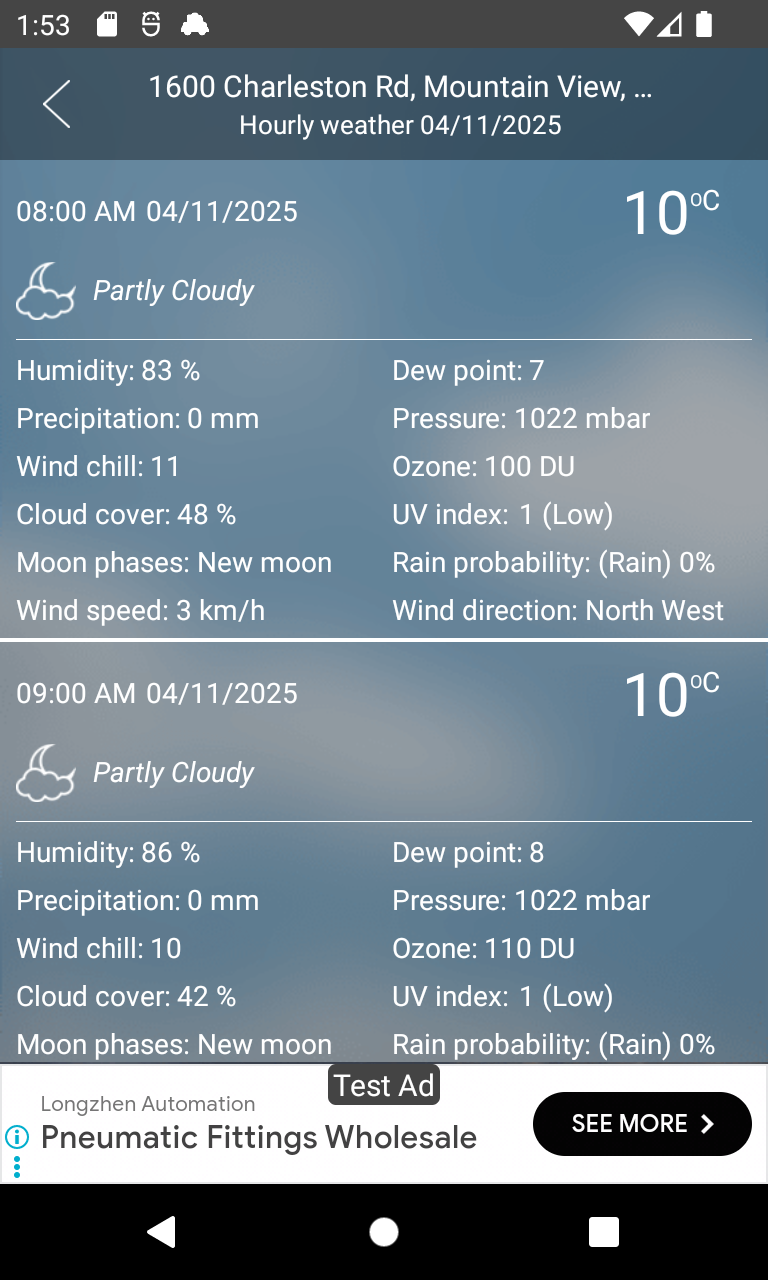 1:53
1600 Charleston Rd, Mountain View, ...
Hourly weather 04/11/2025
08:00 AM 04/11/2025
10°C
Partly Cloudy
Humidity: 83 % Dew point: 7
Precipitation: 0 mm Pressure: 1022 mbar
Wind chill: 11 Ozone: 100 DU
Cloud cover: 48 % UV index: 1 (Low)
Moon phases: New moon Rain probability: (Rain) 0%
Wind speed: 3 km/h Wind direction: North West
09:00 AM 04/11/2025
10°C
Partly Cloudy
Humidity: 86 % Dew point: 8
Precipitation: 0 mm Pressure: 1022 mbar
Wind chill: 10 Ozone: 110 DU
Cloud cover: 42 % UV index: 1 (Low)
Moon phases: New moon Rain probability: (Rain) 0%
Test Ad
Longzhen Automation
Pneumatic Fittings Wholesale
SEE MORE